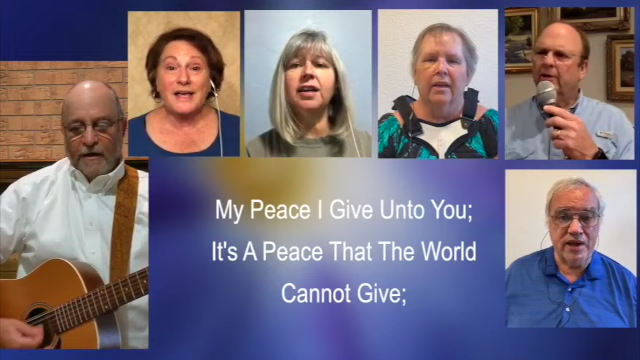 My Peace I Give Unto You;
It's A Peace That The World
Cannot Give;